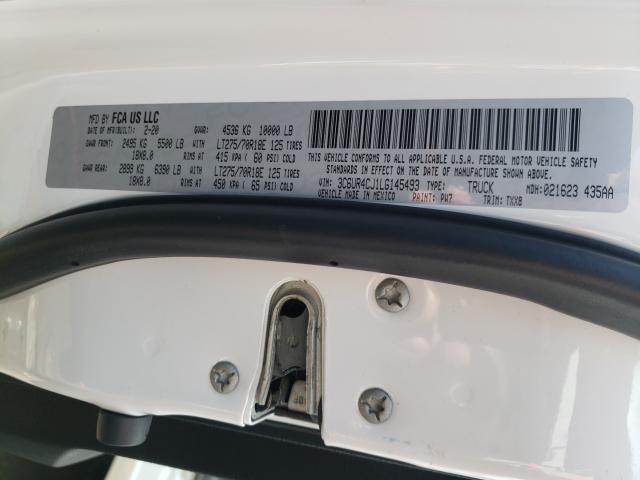 MFD BY FCA US LLC
DATE OF MFR(BUILT): 2-20 GVWR: 4536 KG 10000 LB
GAWR FRONT: 2495 KG 5500 LB WITH LT275/70R18E 125 TIRES
18X8.0 RIMS AT 415 KPA ( 60 PSI) COLD
GAWR REAR: 2899 KG 6390 LB WITH LT275/70R18E 125 TIRES
18X8.0 RIMS AT 450 KPA ( 65 PSI) COLD
THIS VEHICLE CONFORMS TO ALL APPLICABLE U.S.A. FEDERAL MOTOR VEHICLE SAFETY
STANDARDS IN EFFECT ON THE DATE OF MANUFACTURE SHOWN ABOVE.
VIN: 3C6UR4CJ1LG145493 TYPE: TRUCK MDH: 021623 435AA
VEHICLE MADE IN MEXICO PAINT: PW7 TRIM: TXX8